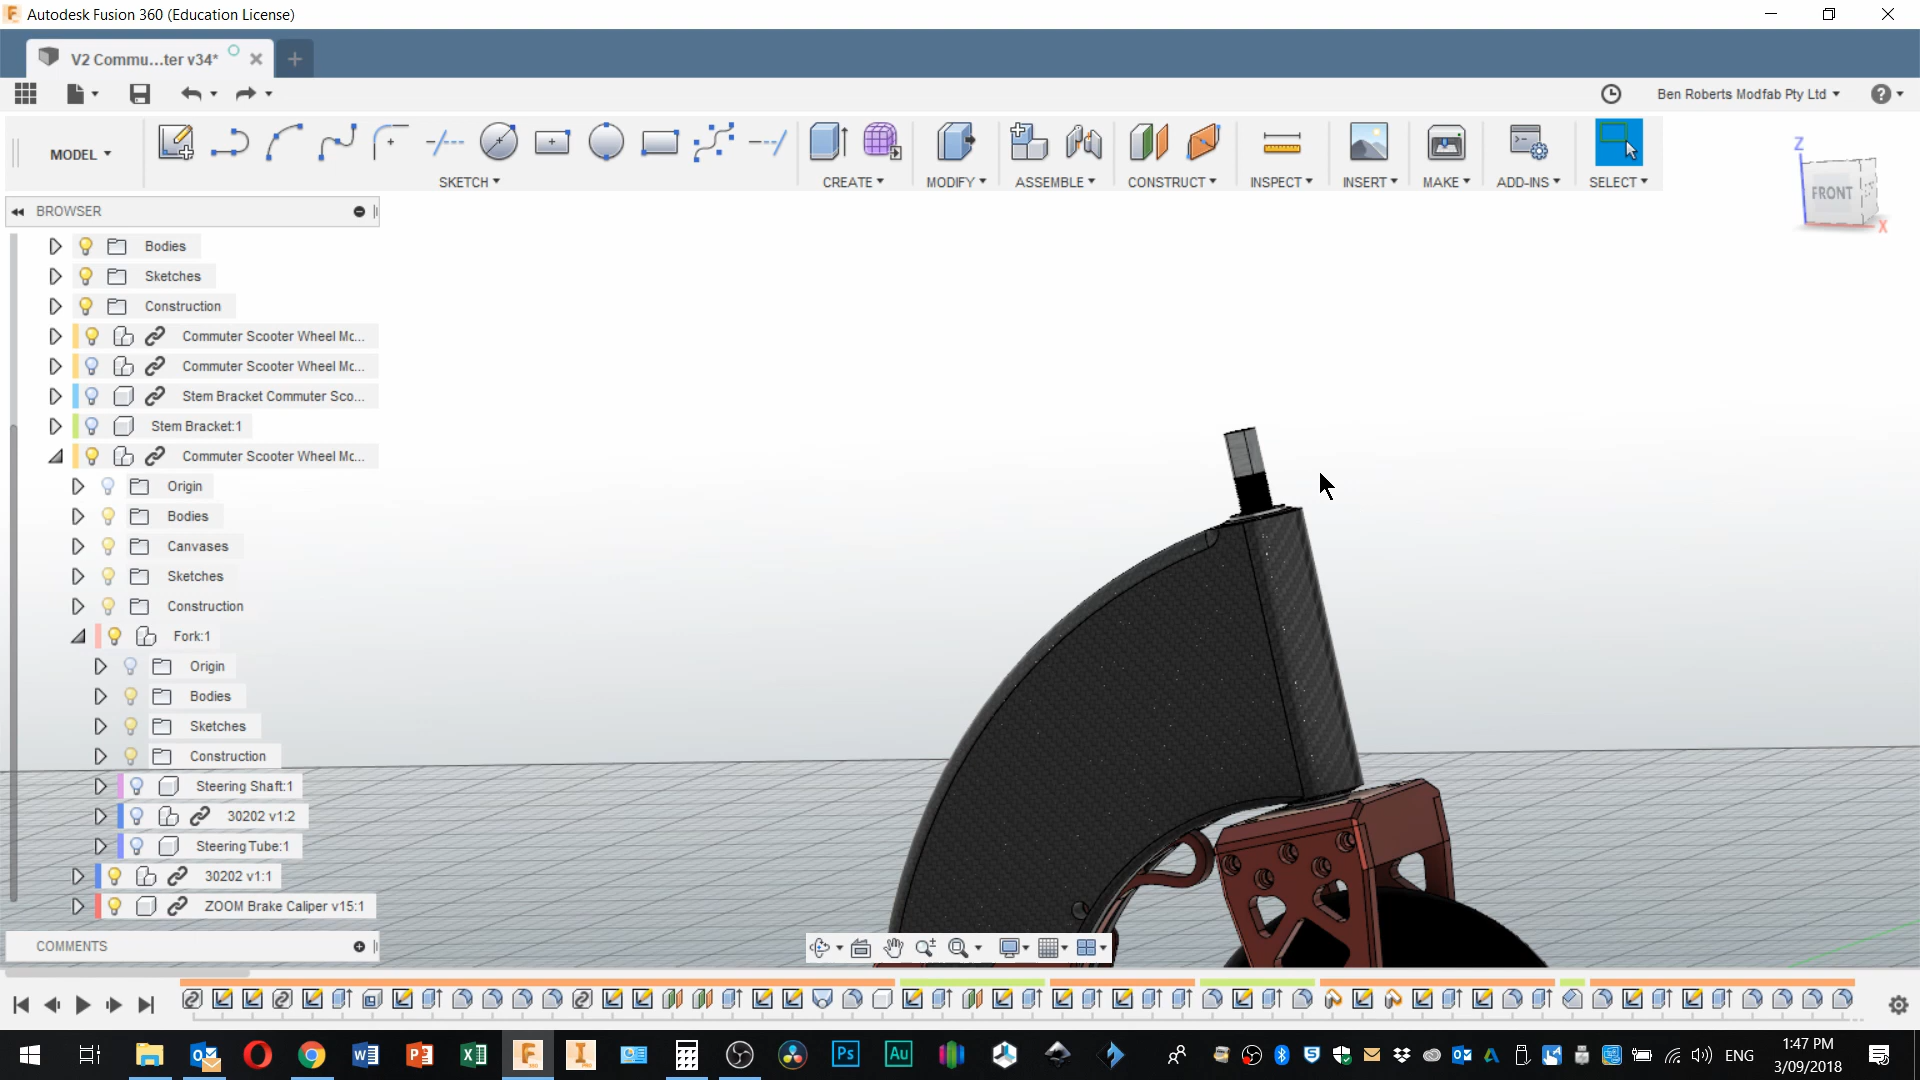 Autodesk Fusion 360 (Education License)
V2 Commu...ter v34*
Ben Roberts Modfab Pty Ltd
MODEL
SKETCH
CREATE
MODIFY
ASSEMBLE
CONSTRUCT
INSPECT
INSERT
MAKE
ADD-INS
SELECT
Z
FRONT
X
BROWSER
Bodies
Sketches
Construction
Commuter Scooter Wheel Mc...
Commuter Scooter Wheel Mc...
Stem Bracket Commuter Sco...
Stem Bracket:1
Commuter Scooter Wheel Mc...
Origin
Bodies
Canvases
Sketches
Construction
Fork:1
Origin
Bodies
Sketches
Construction
Steering Shaft:1
30202 v1:2
Steering Tube:1
30202 v1:1
ZOOM Brake Caliper v15:1
COMMENTS
Ps
Au
ENG
1:47 PM
3/09/2018